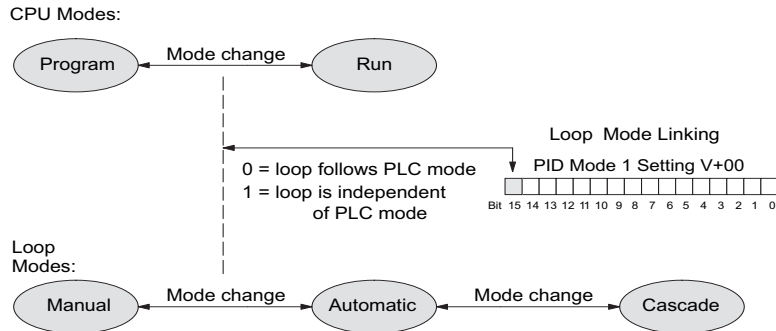 CPU Modes:
Program
Mode change
Run
Loop Mode Linking
0 = loop follows PLC mode
1 = loop is independent
of PLC mode
PID Mode 1 Setting V+00
Bit 15 14 13 12 11 10 9 8 7 6 5 4 3 2 1 0
Loop
Modes:
Manual
Mode change
Automatic
Mode change
Cascade